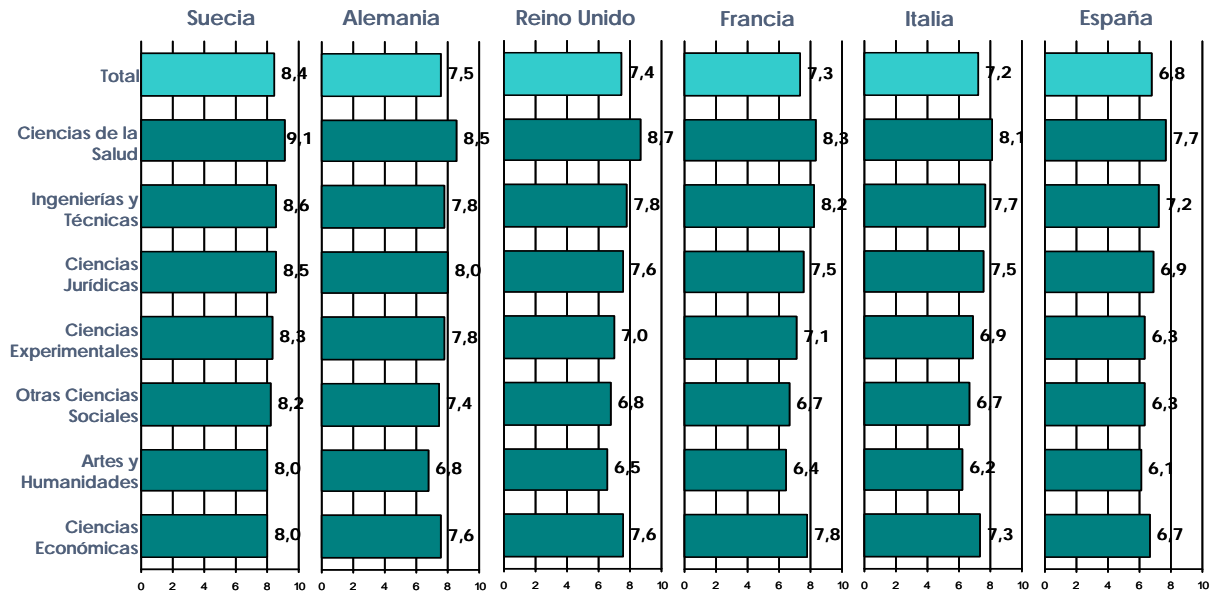 Suecia Alemania Reino Unido Francia Italia España
Total 8,4 7,5 7,4 7,3 7,2 6,8
Ciencias de la
Salud
9,1 8,5 8,7 8,3 8,1 7,7
Ingenierías y
Técnicas
8,6 7,8 7,8 8,2 7,7 7,2
Ciencias
Jurídicas
8,5 8,0 7,6 7,5 7,5 6,9
Ciencias
Experimentales
8,3 7,8 7,0 7,1 6,9 6,3
Otras Ciencias
Sociales
8,2 7,4 6,8 6,7 6,7 6,3
Artes y
Humanidades
8,0 6,8 6,5 6,4 6,2 6,1
Ciencias
Económicas
8,0 7,6 7,6 7,8 7,3 6,7
0 2 4 6 8 10 0 2 4 6 8 10 0 2 4 6 8 10 0 2 4 6 8 10 0 2 4 6 8 10 0 2 4 6 8 10